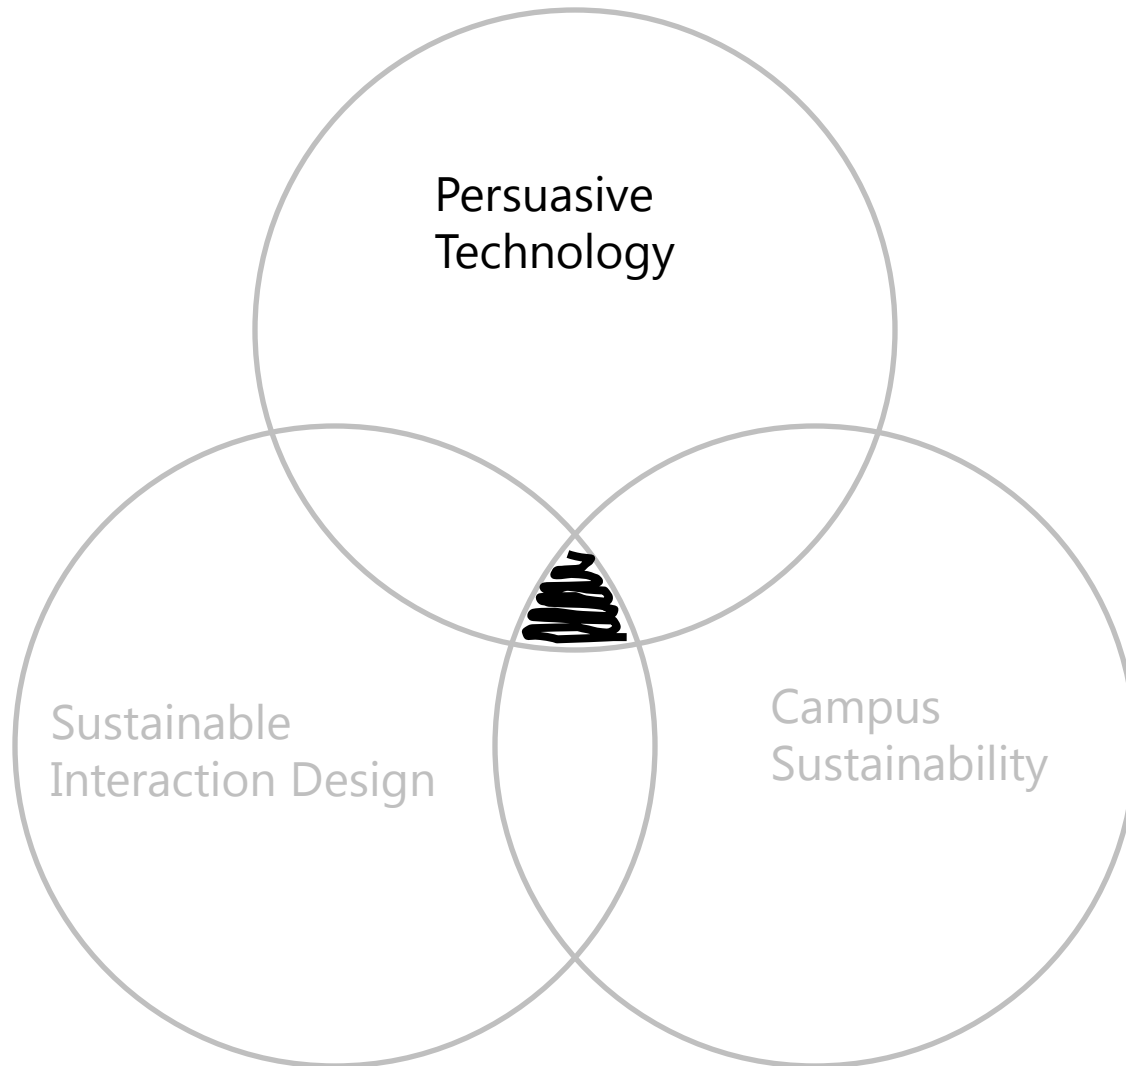 Persuasive
Technology
Sustainable
Interaction Design
Campus
Sustainability